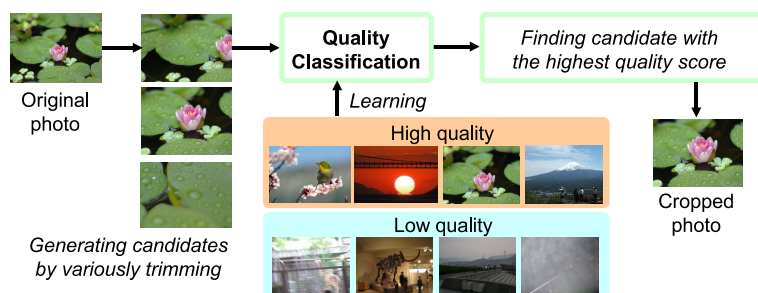 Original
photo
Generating candidates
by variously trimming
Quality
Classification
Learning
High quality
Low quality
Finding candidate with
the highest quality score
Cropped
photo